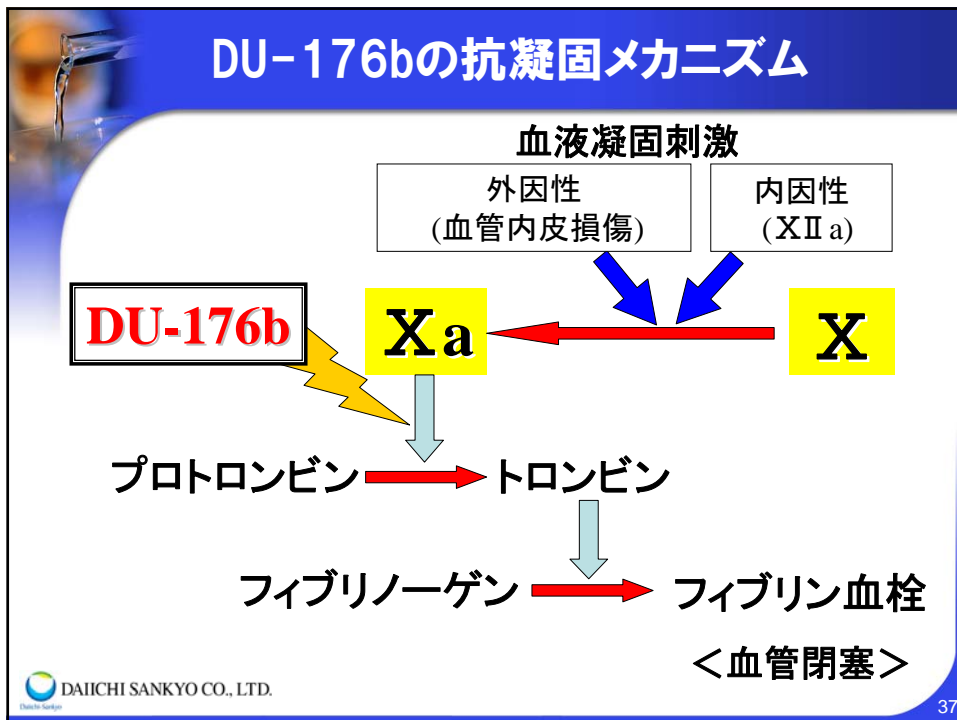 DU-176bの抗凝固メカニズム
血液凝固刺激
外因性
(血管内皮損傷)
内因性
(ⅩⅡa)
DU-176b
Ⅹa
Ⅹ
プロトロンビン
トロンビン
フィブリノーゲン
フィブリン血栓
＜血管閉塞＞
DAIICHI SANKYO CO., LTD.
Daiichi-Sankyo
37